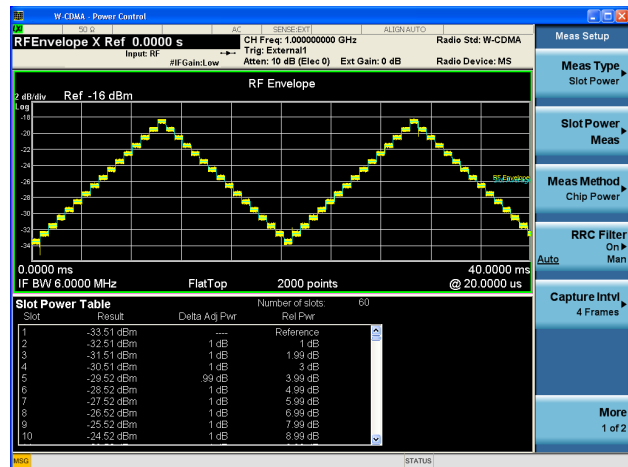 W-CDMA - Power Control
50 Ω AC SENSE:EXT ALIGN AUTO
RFEnvelope X Ref 0.0000 s
Input: RF
#IFGain:Low
CH Freq: 1.000000000 GHz
Trig: External1
Atten: 10 dB (Elec 0) Ext Gain: 0 dB
Radio Std: W-CDMA
Radio Device: MS
RF Envelope
2 dB/div Ref -16 dBm
Log
-18
-20
-22
-24
-26
-28
-30
-32
-34
RF Envelope
0.0000 ms 40.0000 ms
IF BW 6.0000 MHz FlatTop 2000 points @ 20.0000 us
Slot Power Table Number of slots: 60
Slot Result Delta Adj Pwr Rel Pwr
1 -33.51 dBm ---- Reference
2 -32.51 dBm 1 dB 1 dB
3 -31.51 dBm 1 dB 1.99 dB
4 -30.51 dBm 1 dB 3 dB
5 -29.52 dBm .99 dB 3.99 dB
6 -28.52 dBm 1 dB 4.99 dB
7 -27.52 dBm 1 dB 5.99 dB
8 -26.52 dBm 1 dB 6.99 dB
9 -25.52 dBm 1 dB 7.99 dB
10 -24.52 dBm 1 dB 8.99 dB
MSG STATUS
Meas Setup
Meas Type
Slot Power
Slot Power
Meas
Meas Method
Chip Power
RRC Filter
On
Auto Man
Capture Intvl
4 Frames
More
1 of 2